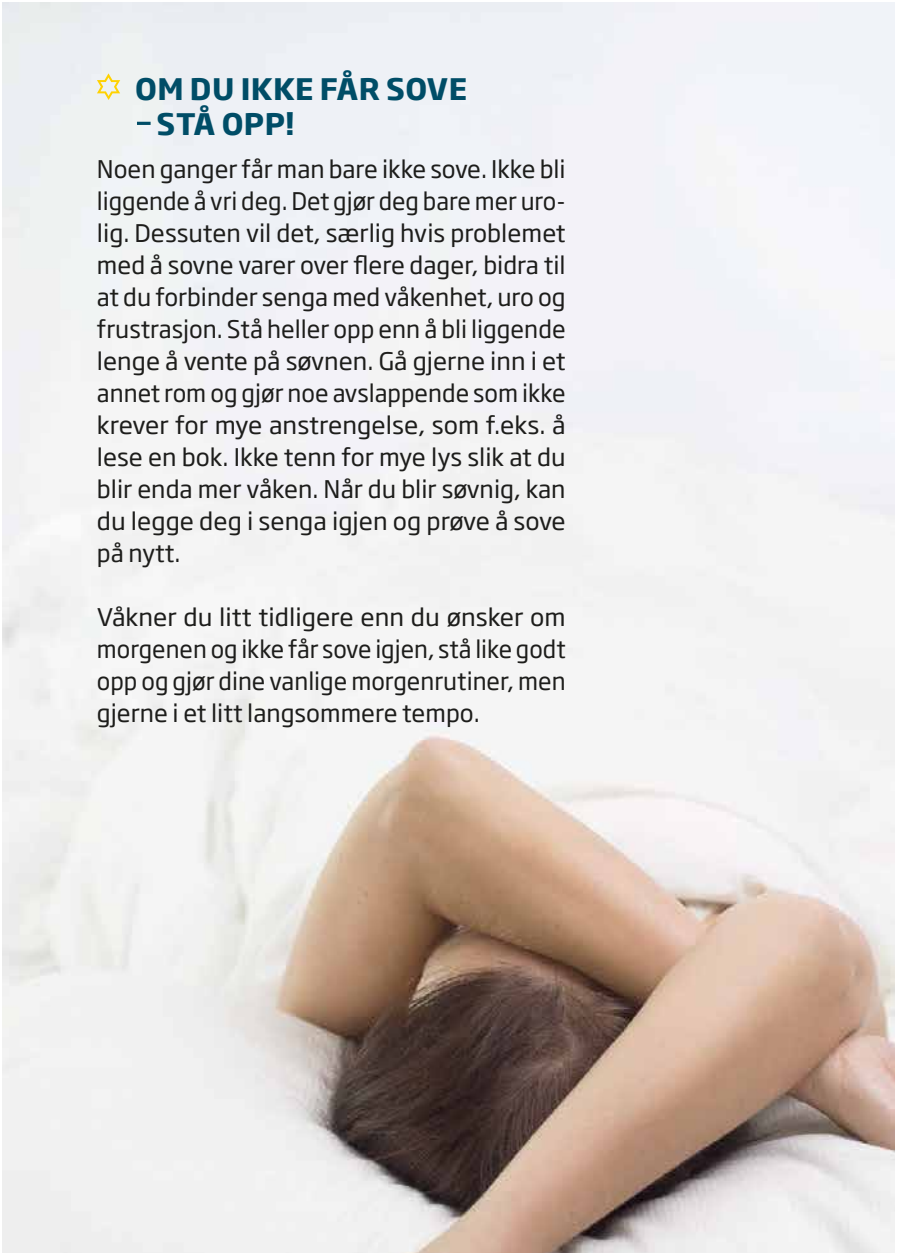 OM DU IKKE FÅR SOVE
– STÅ OPP!
Noen ganger får man bare ikke sove. Ikke bli
liggende å vri deg. Det gjør deg bare mer uro-
lig. Dessuten vil det, særlig hvis problemet
med å sovne varer over flere dager, bidra til
at du forbinder senga med våkenhet, uro og
frustrasjon. Stå heller opp enn å bli liggende
lenge å vente på søvnen. Gå gjerne inn i et
annet rom og gjør noe avslappende som ikke
krever for mye anstrengelse, som f.eks. å
lese en bok. Ikke tenn for mye lys slik at du
blir enda mer våken. Når du blir søvnig, kan
du legge deg i senga igjen og prøve å sove
på nytt.
Våkner du litt tidligere enn du ønsker om
morgenen og ikke får sove igjen, stå like godt
opp og gjør dine vanlige morgenrutiner, men
gjerne i et litt langsommere tempo.